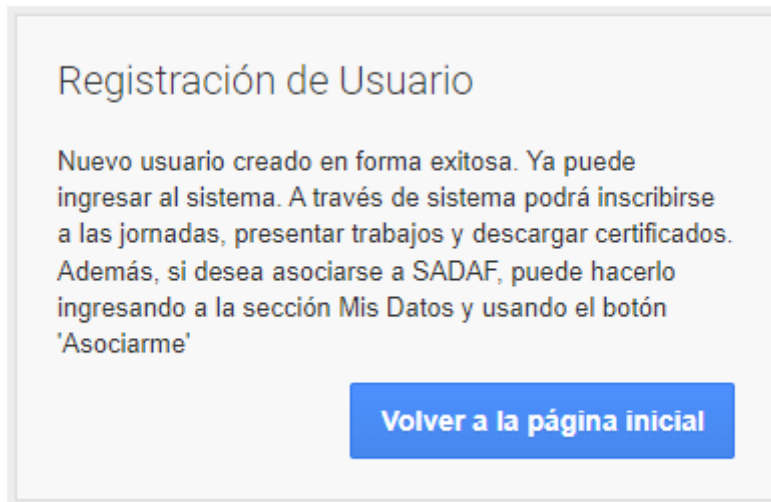 Registración de Usuario
Nuevo usuario creado en forma exitosa. Ya puede
ingresar al sistema. A través de sistema podrá inscribirse
a las jornadas, presentar trabajos y descargar certificados.
Además, si desea asociarse a SADAF, puede hacerlo
ingresando a la sección Mis Datos y usando el botón
'Asociarme'
Volver a la página inicial